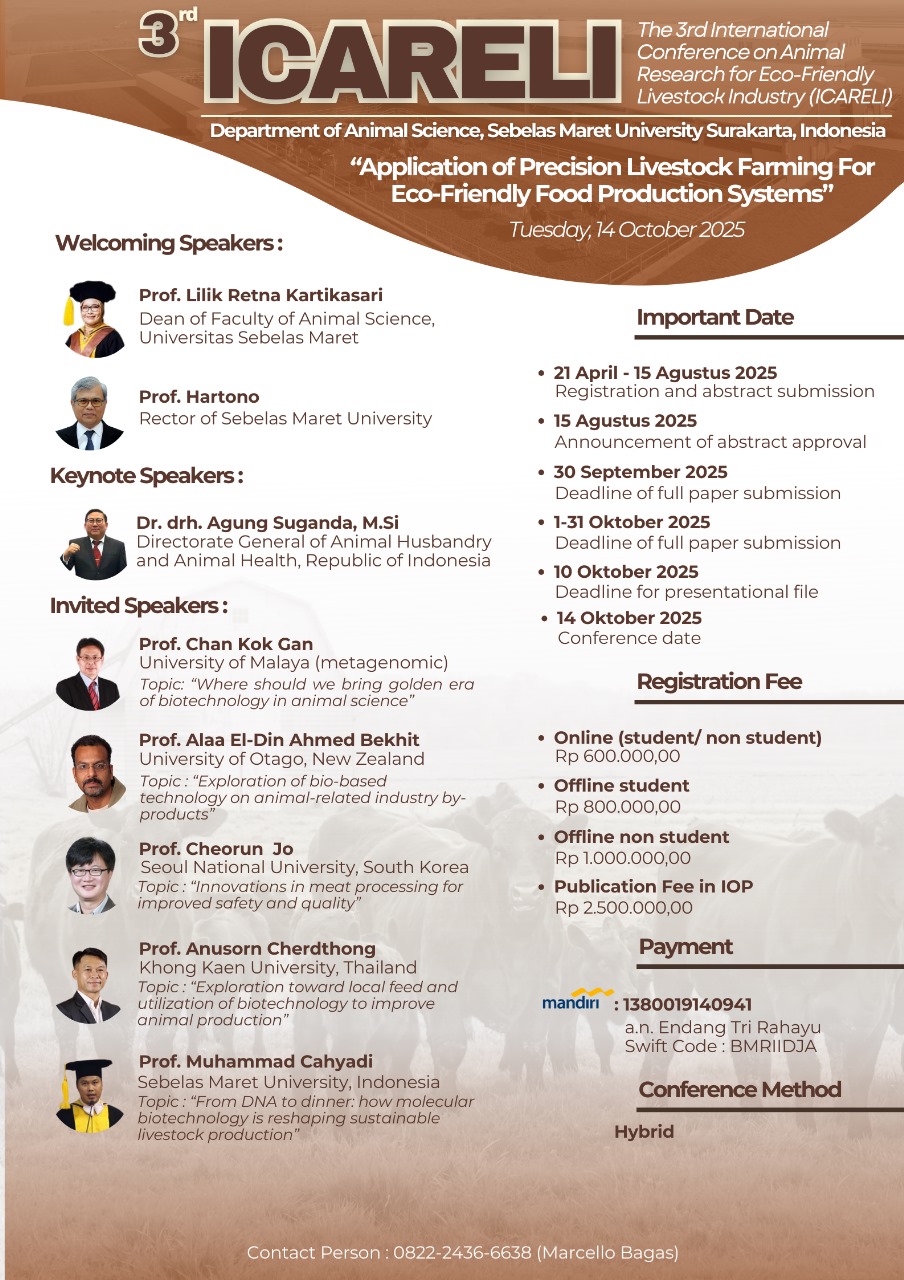 3rd ICARELI
The 3rd International
Conference on Animal
Research for Eco-Friendly
Livestock Industry (ICARELI)
Department of Animal Science, Sebelas Maret University Surakarta, Indonesia
“Application of Precision Livestock Farming For
Eco-Friendly Food Production Systems”
Tuesday, 14 October 2025
Welcoming Speakers :
Prof. Lilik Retna Kartikasari
Dean of Faculty of Animal Science,
Universitas Sebelas Maret
Prof. Hartono
Rector of Sebelas Maret University
Keynote Speakers :
Dr. drh. Agung Suganda, M.Si
Directorate General of Animal Husbandry
and Animal Health, Republic of Indonesia
Invited Speakers :
Prof. Chan Kok Gan
University of Malaya (metagenomic)
Topic: “Where should we bring golden era
of biotechnology in animal science”
Prof. Alaa El-Din Ahmed Bekhit
University of Otago, New Zealand
Topic : “Exploration of bio-based
technology on animal-related industry by-
products”
Prof. Cheorun Jo
Seoul National University, South Korea
Topic : “Innovations in meat processing for
improved safety and quality”
Prof. Anusorn Cherdthong
Khong Kaen University, Thailand
Topic : “Exploration toward local feed and
utilization of biotechnology to improve
animal production”
Prof. Muhammad Cahyadi
Sebelas Maret University, Indonesia
Topic : “From DNA to dinner: how molecular
biotechnology is reshaping sustainable
livestock production”
Important Date
• 21 April - 15 Agustus 2025
Registration and abstract submission
• 15 Agustus 2025
Announcement of abstract approval
• 30 September 2025
Deadline of full paper submission
• 1-31 Oktober 2025
Deadline of full paper submission
• 10 Oktober 2025
Deadline for presentational file
• 14 Oktober 2025
Conference date
Registration Fee
• Online (student/ non student)
Rp 600.000,00
• Offline student
Rp 800.000,00
• Offline non student
Rp 1.000.000,00
• Publication Fee in IOP
Rp 2.500.000,00
Payment
mandiri : 1380019140941
a.n. Endang Tri Rahayu
Swift Code : BMRIIDJA
Conference Method
Hybrid
Contact Person : 0822-2436-6638 (Marcello Bagas)